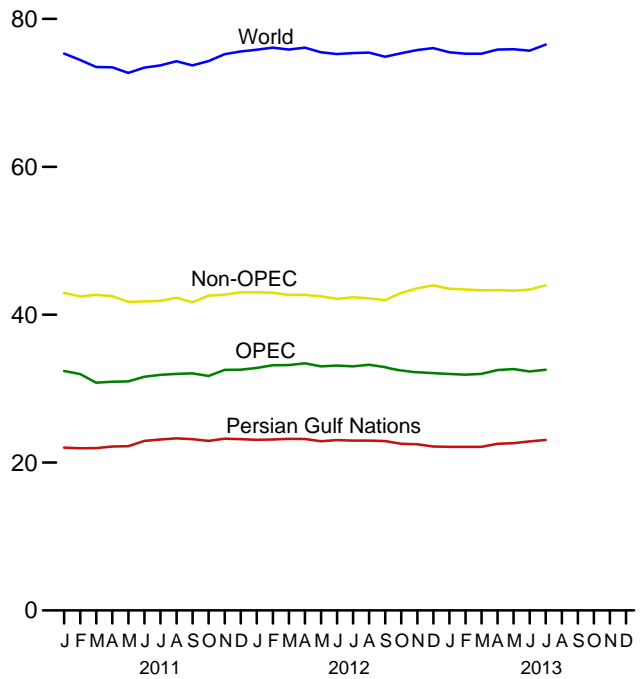 80
World
60
Non-OPEC
40
OPEC
Persian Gulf Nations
20
0
J F M A M J J A S O N D J F M A M J J A S O N D J F M A M J J A S O N D
2011 2012 2013